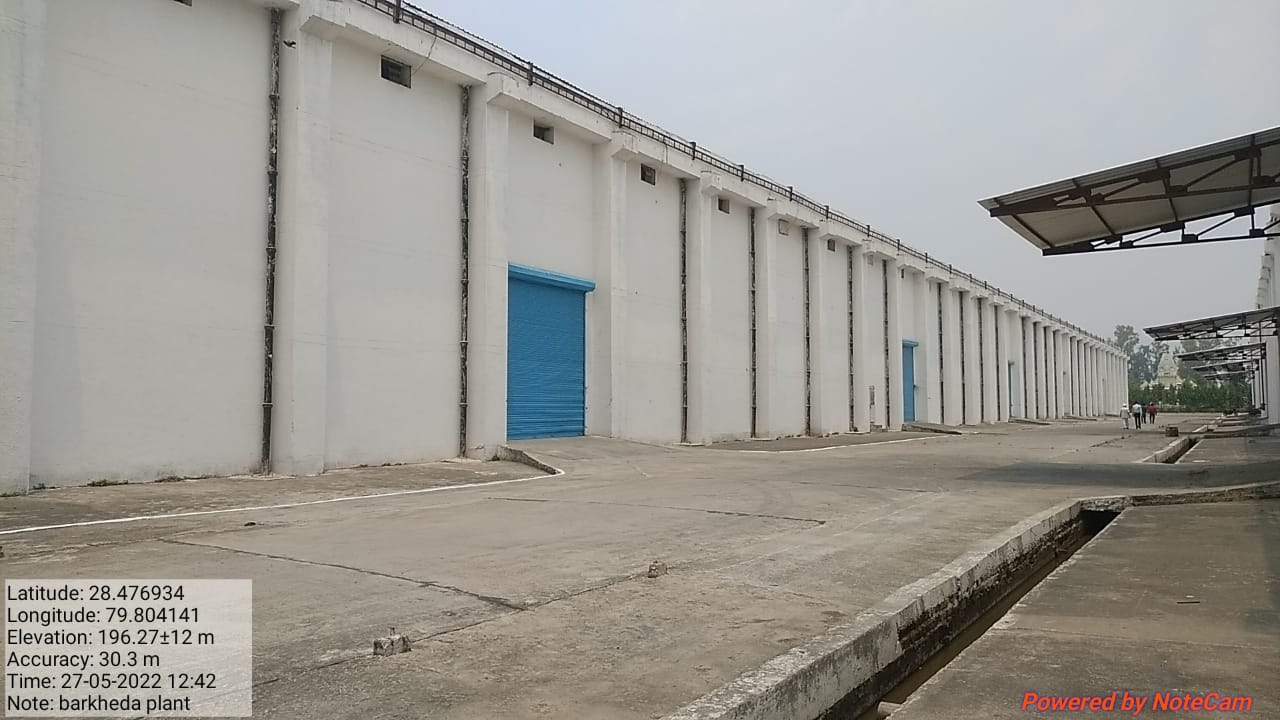 Latitude: 28.476934
Longitude: 79.804141
Elevation: 196.27±12 m
Accuracy: 30.3 m
Time: 27-05-2022 12:42
Note: barkheda plant
Powered by NoteCam